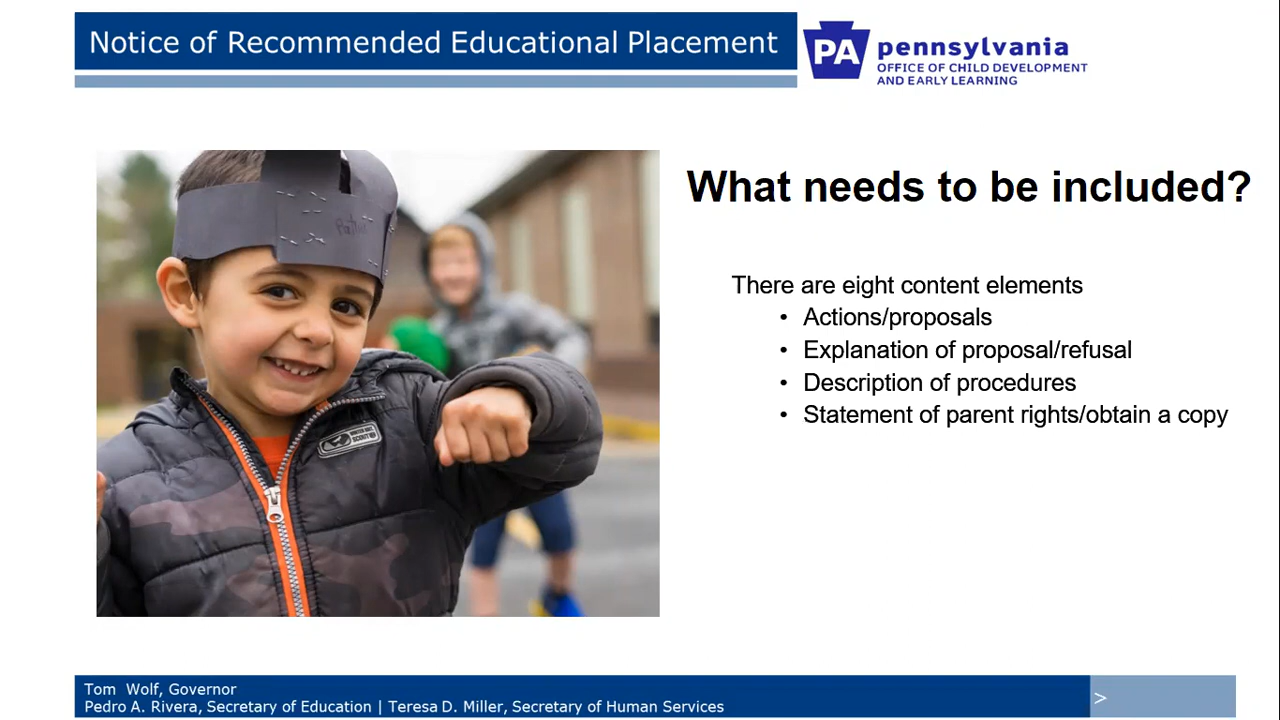 Notice of Recommended Educational Placement
PA
pennsylvania
OFFICE OF CHILD DEVELOPMENT
AND EARLY LEARNING
What needs to be included?
There are eight content elements
• Actions/proposals
• Explanation of proposal/refusal
• Description of procedures
• Statement of parent rights/obtain a copy
Tom Wolf, Governor
Pedro A. Rivera, Secretary of Education | Teresa D. Miller, Secretary of Human Services
>